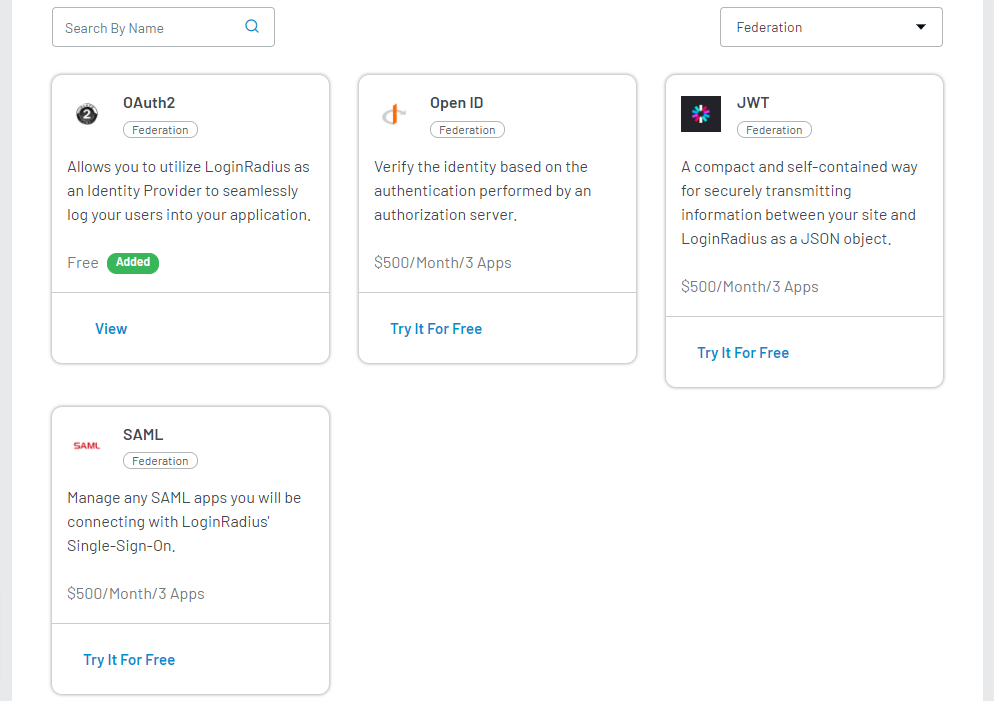 Search By Name
Federation
OAuth2
Federation
Allows you to utilize LoginRadius as
an Identity Provider to seamlessly
log your users into your application.
Free Added
View
Open ID
Federation
Verify the identity based on the
authentication performed by an
authorization server.
$500/Month/3 Apps
Try It For Free
JWT
Federation
A compact and self-contained way
for securely transmitting
information between your site and
LoginRadius as a JSON object.
$500/Month/3 Apps
Try It For Free
SAML
SAML
Federation
Manage any SAML apps you will be
connecting with LoginRadius'
Single-Sign-On.
$500/Month/3 Apps
Try It For Free